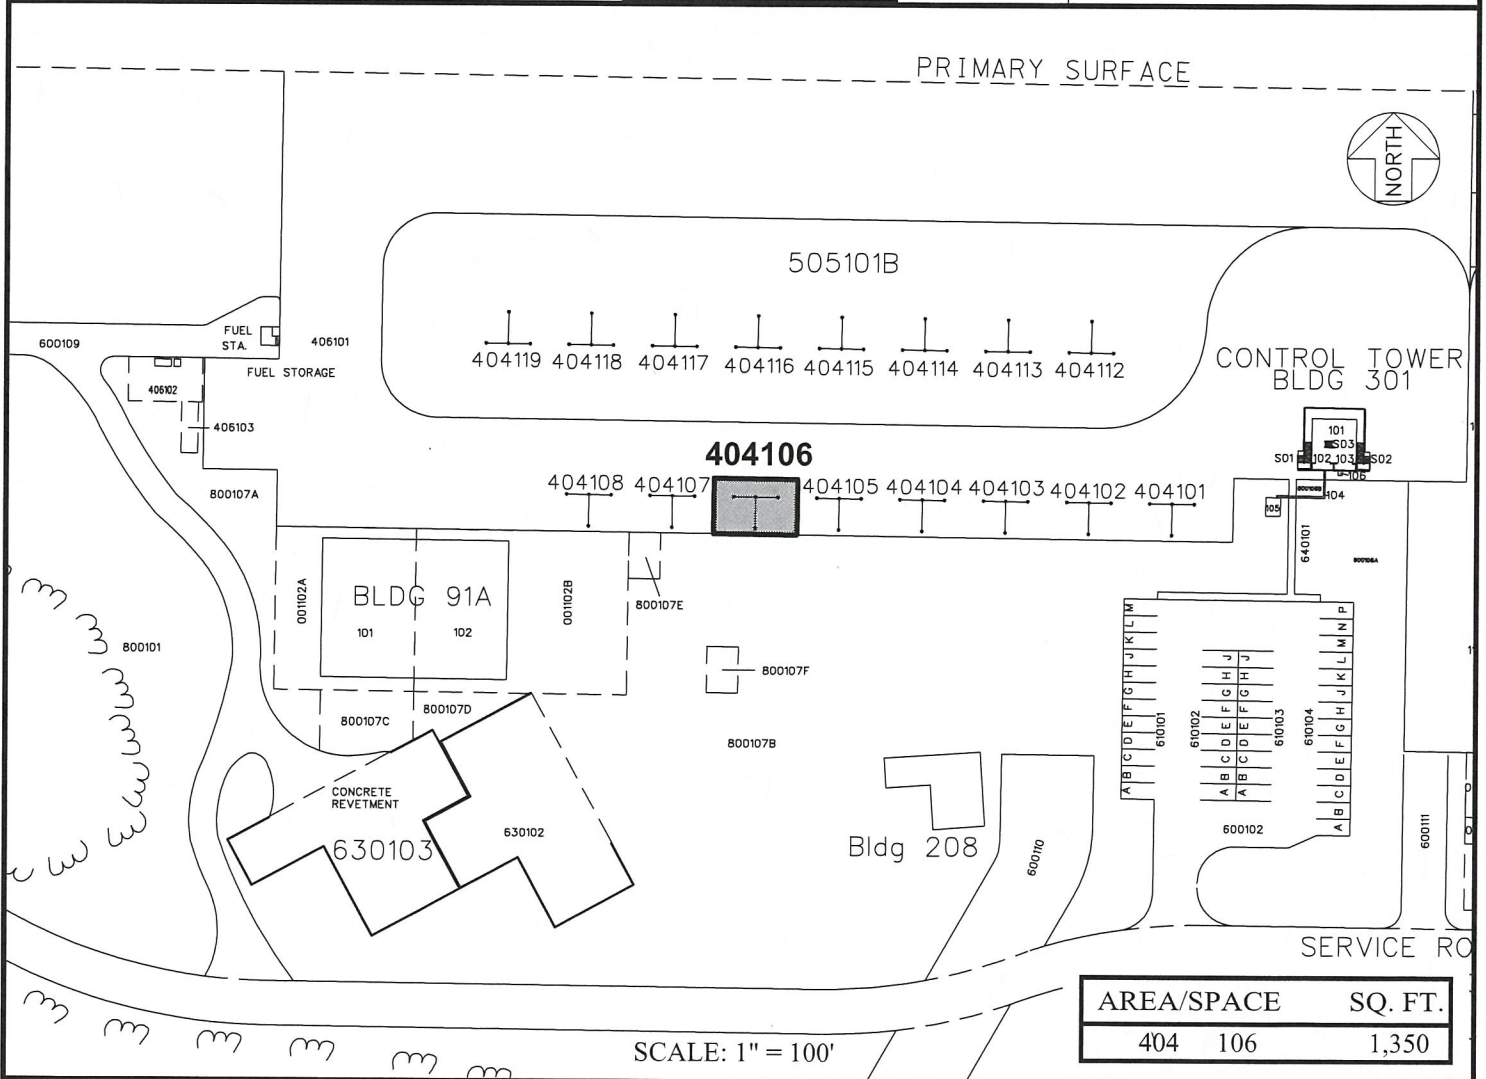 PRIMARY SURFACE
NORTH
505101B
FUEL
STA.
600109
406101
FUEL STORAGE
404119 404118 404117 404116 404115 404114 404113 404112
CONTROL TOWER
BLDG 301
406102
406103
101
S03
S01 102 103 S02
106
104
105
404106
404108 404107 404105 404104 404103 404102 404101
800107A
640101
800106A
001102A
BLDG 91A
101 102
001102B
800107E
800101
800107F
800107C
800107D
800107B
M
L
K
J
H
G
F
E
D
C
B
A
610101
610102
J
H
G
F
E
D
C
B
A
J
H
G
F
E
D
C
B
A
610103
610104
P
N
M
L
K
J
H
G
F
E
D
C
B
A
CONCRETE
REVETMENT
630103
630102
Bldg 208
600110
600102
600111
SERVICE RO
AREA/SPACE SQ. FT.
404 106 1,350
SCALE: 1" = 100'